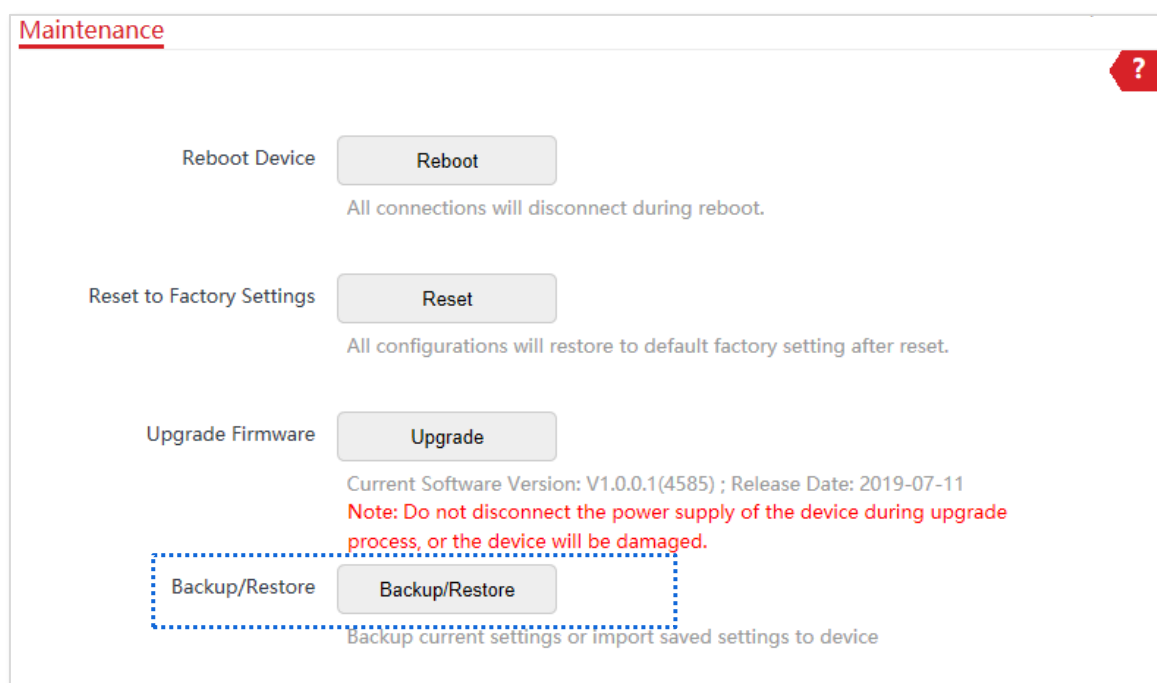 Maintenance
?
Reboot Device Reboot
All connections will disconnect during reboot.
Reset to Factory Settings Reset
All configurations will restore to default factory setting after reset.
Upgrade Firmware Upgrade
Current Software Version: V1.0.0.1(4585) ; Release Date: 2019-07-11
Note: Do not disconnect the power supply of the device during upgrade
process, or the device will be damaged.
Backup/Restore Backup/Restore
Backup current settings or import saved settings to device